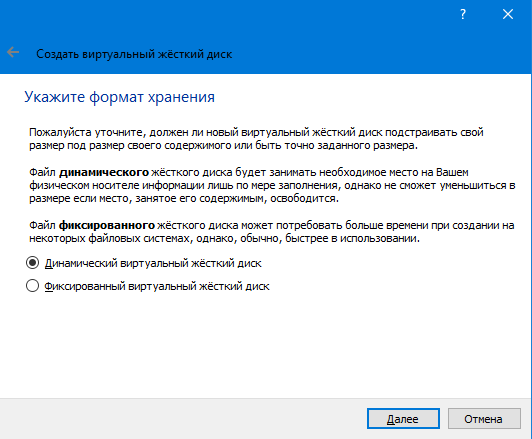 ?
Создать виртуальный жёсткий диск
Укажите формат хранения
Пожалуйста уточните, должен ли новый виртуальный жёсткий диск подстраивать свой
размер под размер своего содержимого или быть точно заданного размера.
Файл динамического жёсткого диска будет занимать необходимое место на Вашем
физическом носителе информации лишь по мере заполнения, однако не сможет уменьшиться в
размере если место, занятое его содержимым, освободится.
Файл фиксированного жёсткого диска может потребовать больше времени при создании на
некоторых файловых системах, однако, обычно, быстрее в использовании.
Динамический виртуальный жёсткий диск
Фиксированный виртуальный жёсткий диск
Далее
Отмена